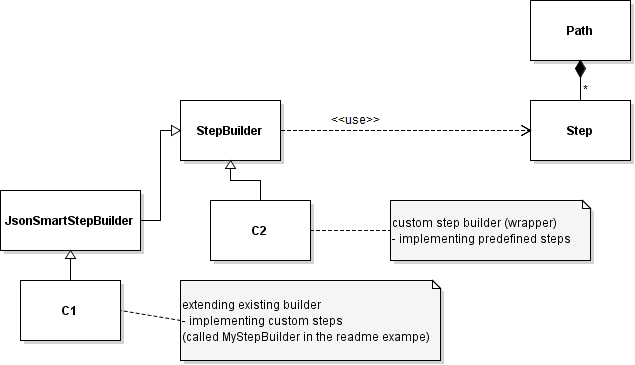 Path
*
<<use>>
StepBuilder
Step
JsonSmartStepBuilder
C2
custom step builder (wrapper)
- implementing predefined steps
C1
extending existing builder
- implementing custom steps
(called MyStepBuilder in the readme exampe)